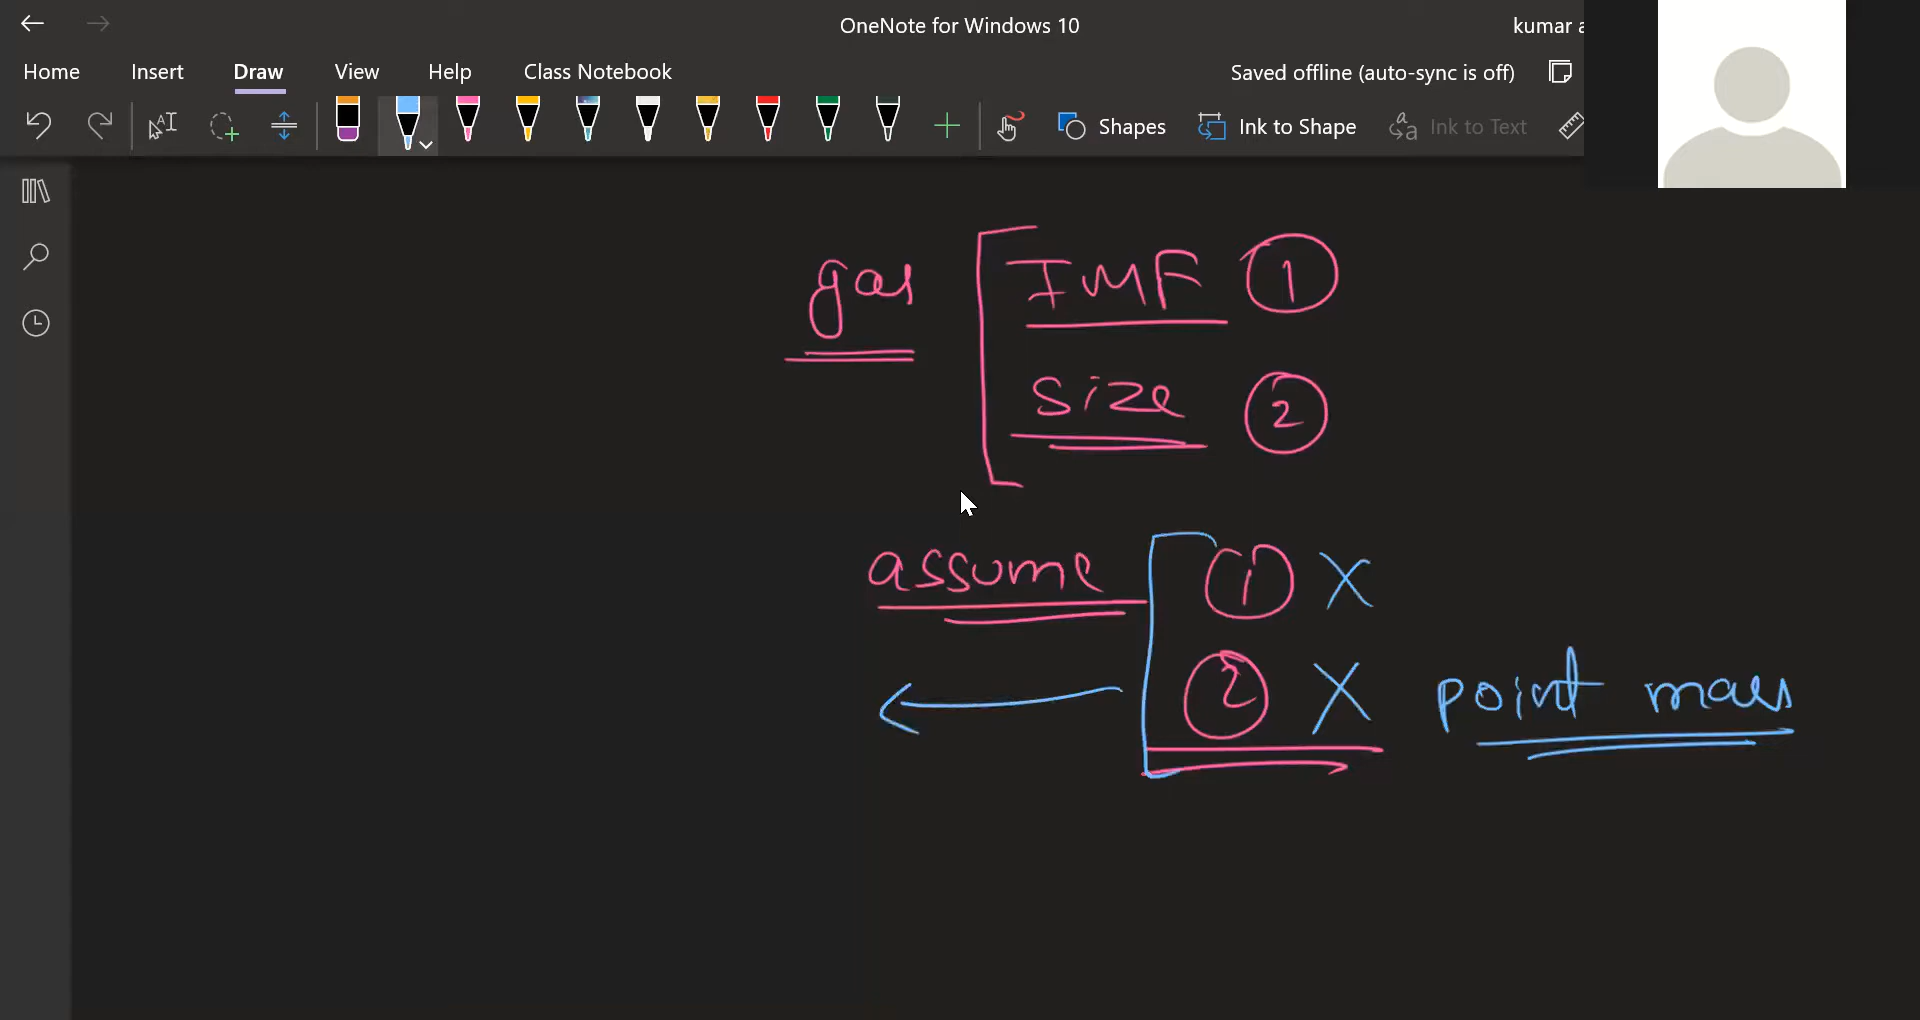 OneNote for Windows 10
kumar a
Home Insert Draw View Help Class Notebook
Saved offline (auto-sync is off)
Shapes Ink to Shape Ink to Text
gas IMF 1
size 2
assume 1 X
2 X point mass